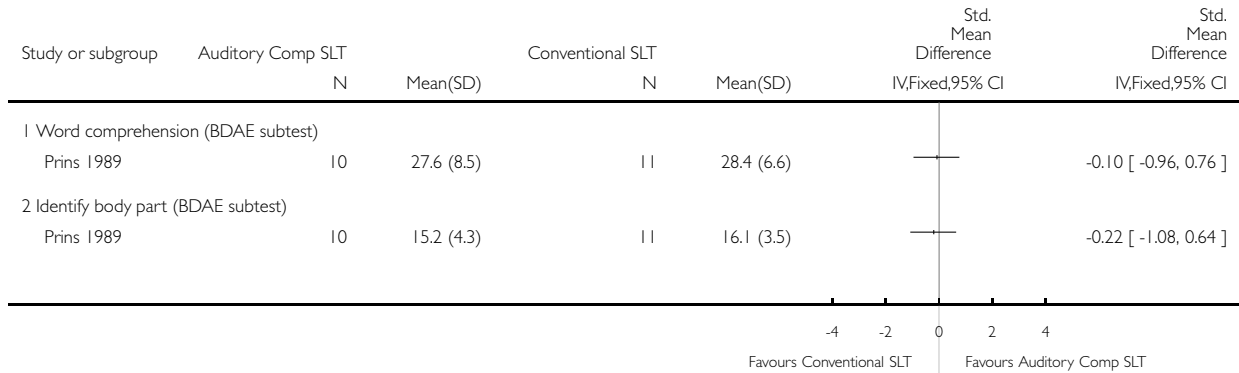 Study or subgroup Auditory Comp SLT Conventional SLT Std. Mean Difference Std. Mean Difference
N Mean(SD) N Mean(SD) IV,Fixed,95% CI IV,Fixed,95% CI
1 Word comprehension (BDAE subtest)
Prins 1989 10 27.6 (8.5) 11 28.4 (6.6) -0.10 [ -0.96, 0.76 ]
2 Identify body part (BDAE subtest)
Prins 1989 10 15.2 (4.3) 11 16.1 (3.5) -0.22 [ -1.08, 0.64 ]
-4 -2 0 2 4
Favours Conventional SLT Favours Auditory Comp SLT